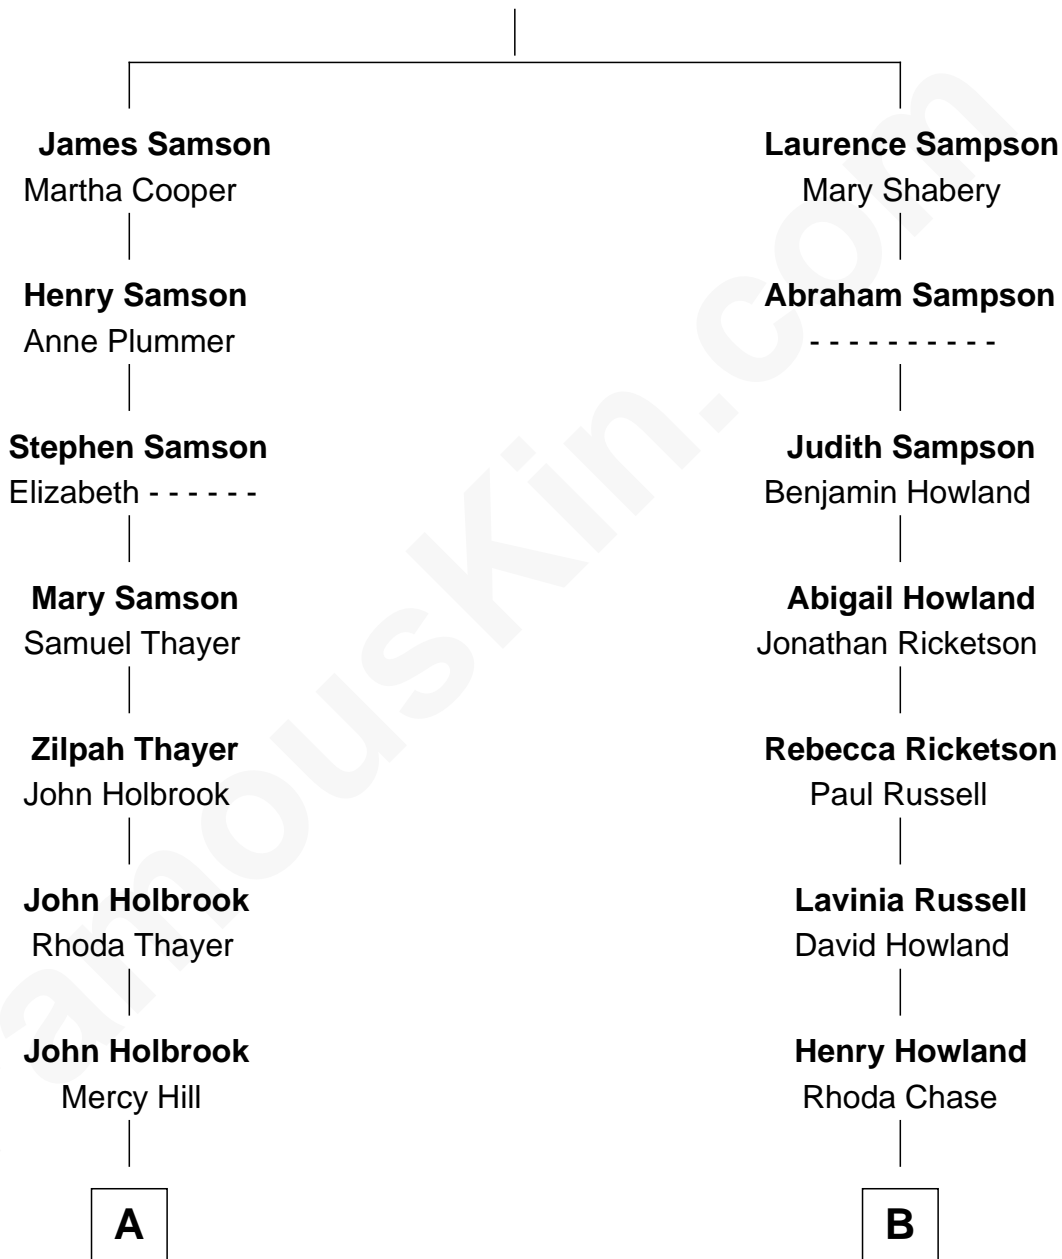 James Samson
Martha Cooper
Laurence Sampson
Mary Shabery
Henry Samson
Anne Plummer
Abraham Sampson
- - - - - - - - - -
Stephen Samson
Elizabeth - - - - - -
Judith Sampson
Benjamin Howland
Mary Samson
Samuel Thayer
Abigail Howland
Jonathan Ricketson
Zilpah Thayer
John Holbrook
Rebecca Ricketson
Paul Russell
John Holbrook
Rhoda Thayer
Lavinia Russell
David Howland
John Holbrook
Mercy Hill
Henry Howland
Rhoda Chase
A
B
amousKin.com